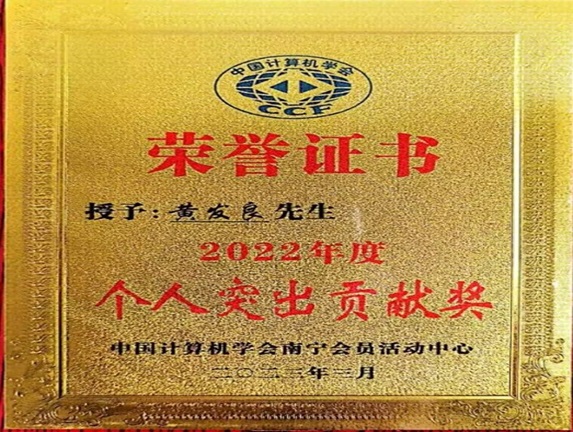 中国计算机学会
CCF
荣誉证书
授予：黄发良先生
2022年度
个人突出贡献奖
中国计算机学会南宁会员活动中心
二〇二三年三月